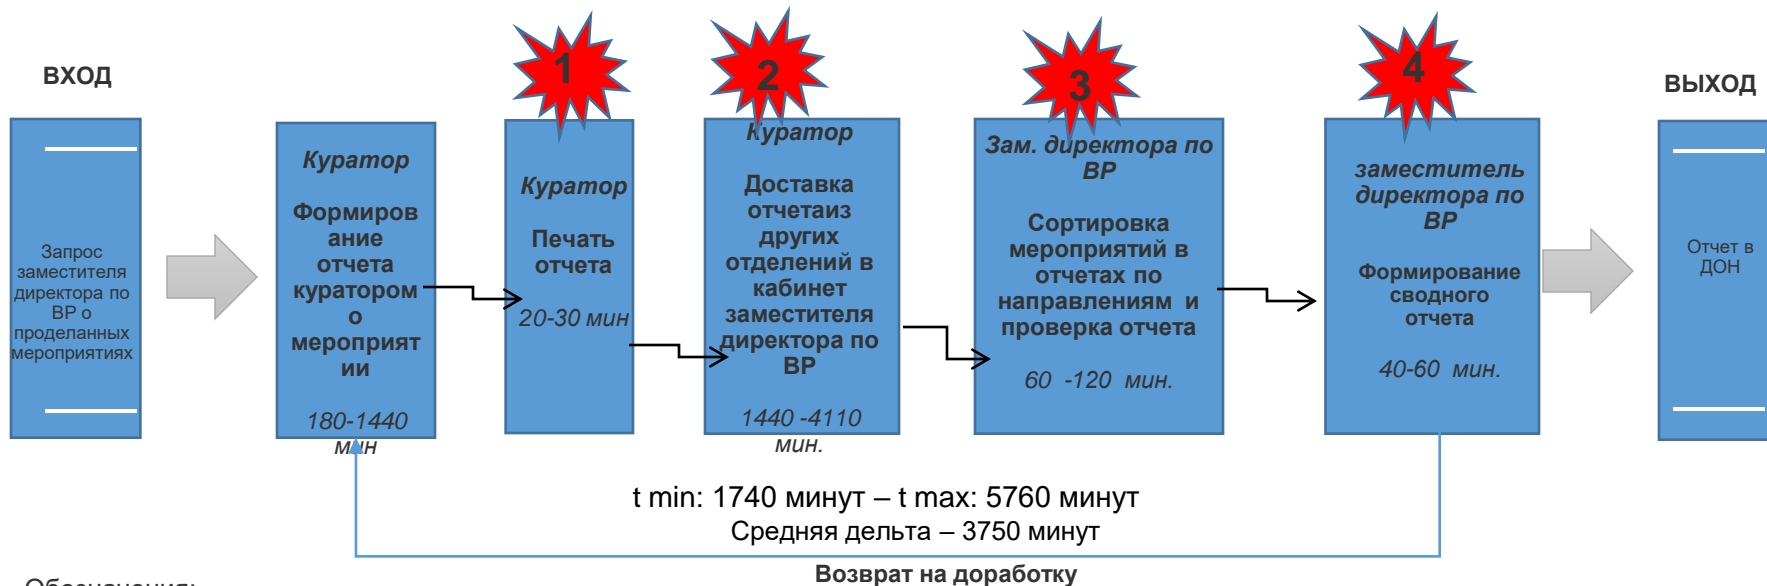 ВХОД
Запрос
заместителя
директора по
ВР о
проделанных
мероприятиях
Куратор
Формиров
ание
отчета
куратором
о
мероприят
ии
180-1440
мин
1
Куратор
Печать
отчета
20-30 мин
2
Куратор
Доставка
отчетаиз
других
отделений в
кабинет
заместителя
директора по
ВР
1440 -4110
мин.
3
Зам. директора по
ВР
Сортировка
мероприятий в
отчетах по
направлениям и
проверка отчета
60 -120 мин.
4
заместитель
директора по
ВР
Формирование
сводного
отчета
40-60 мин.
ВЫХОД
Отчет в
ДОН
t min: 1740 минут – t max: 5760 минут
Средняя дельта – 3750 минут
Возврат на доработку
Обозначения: